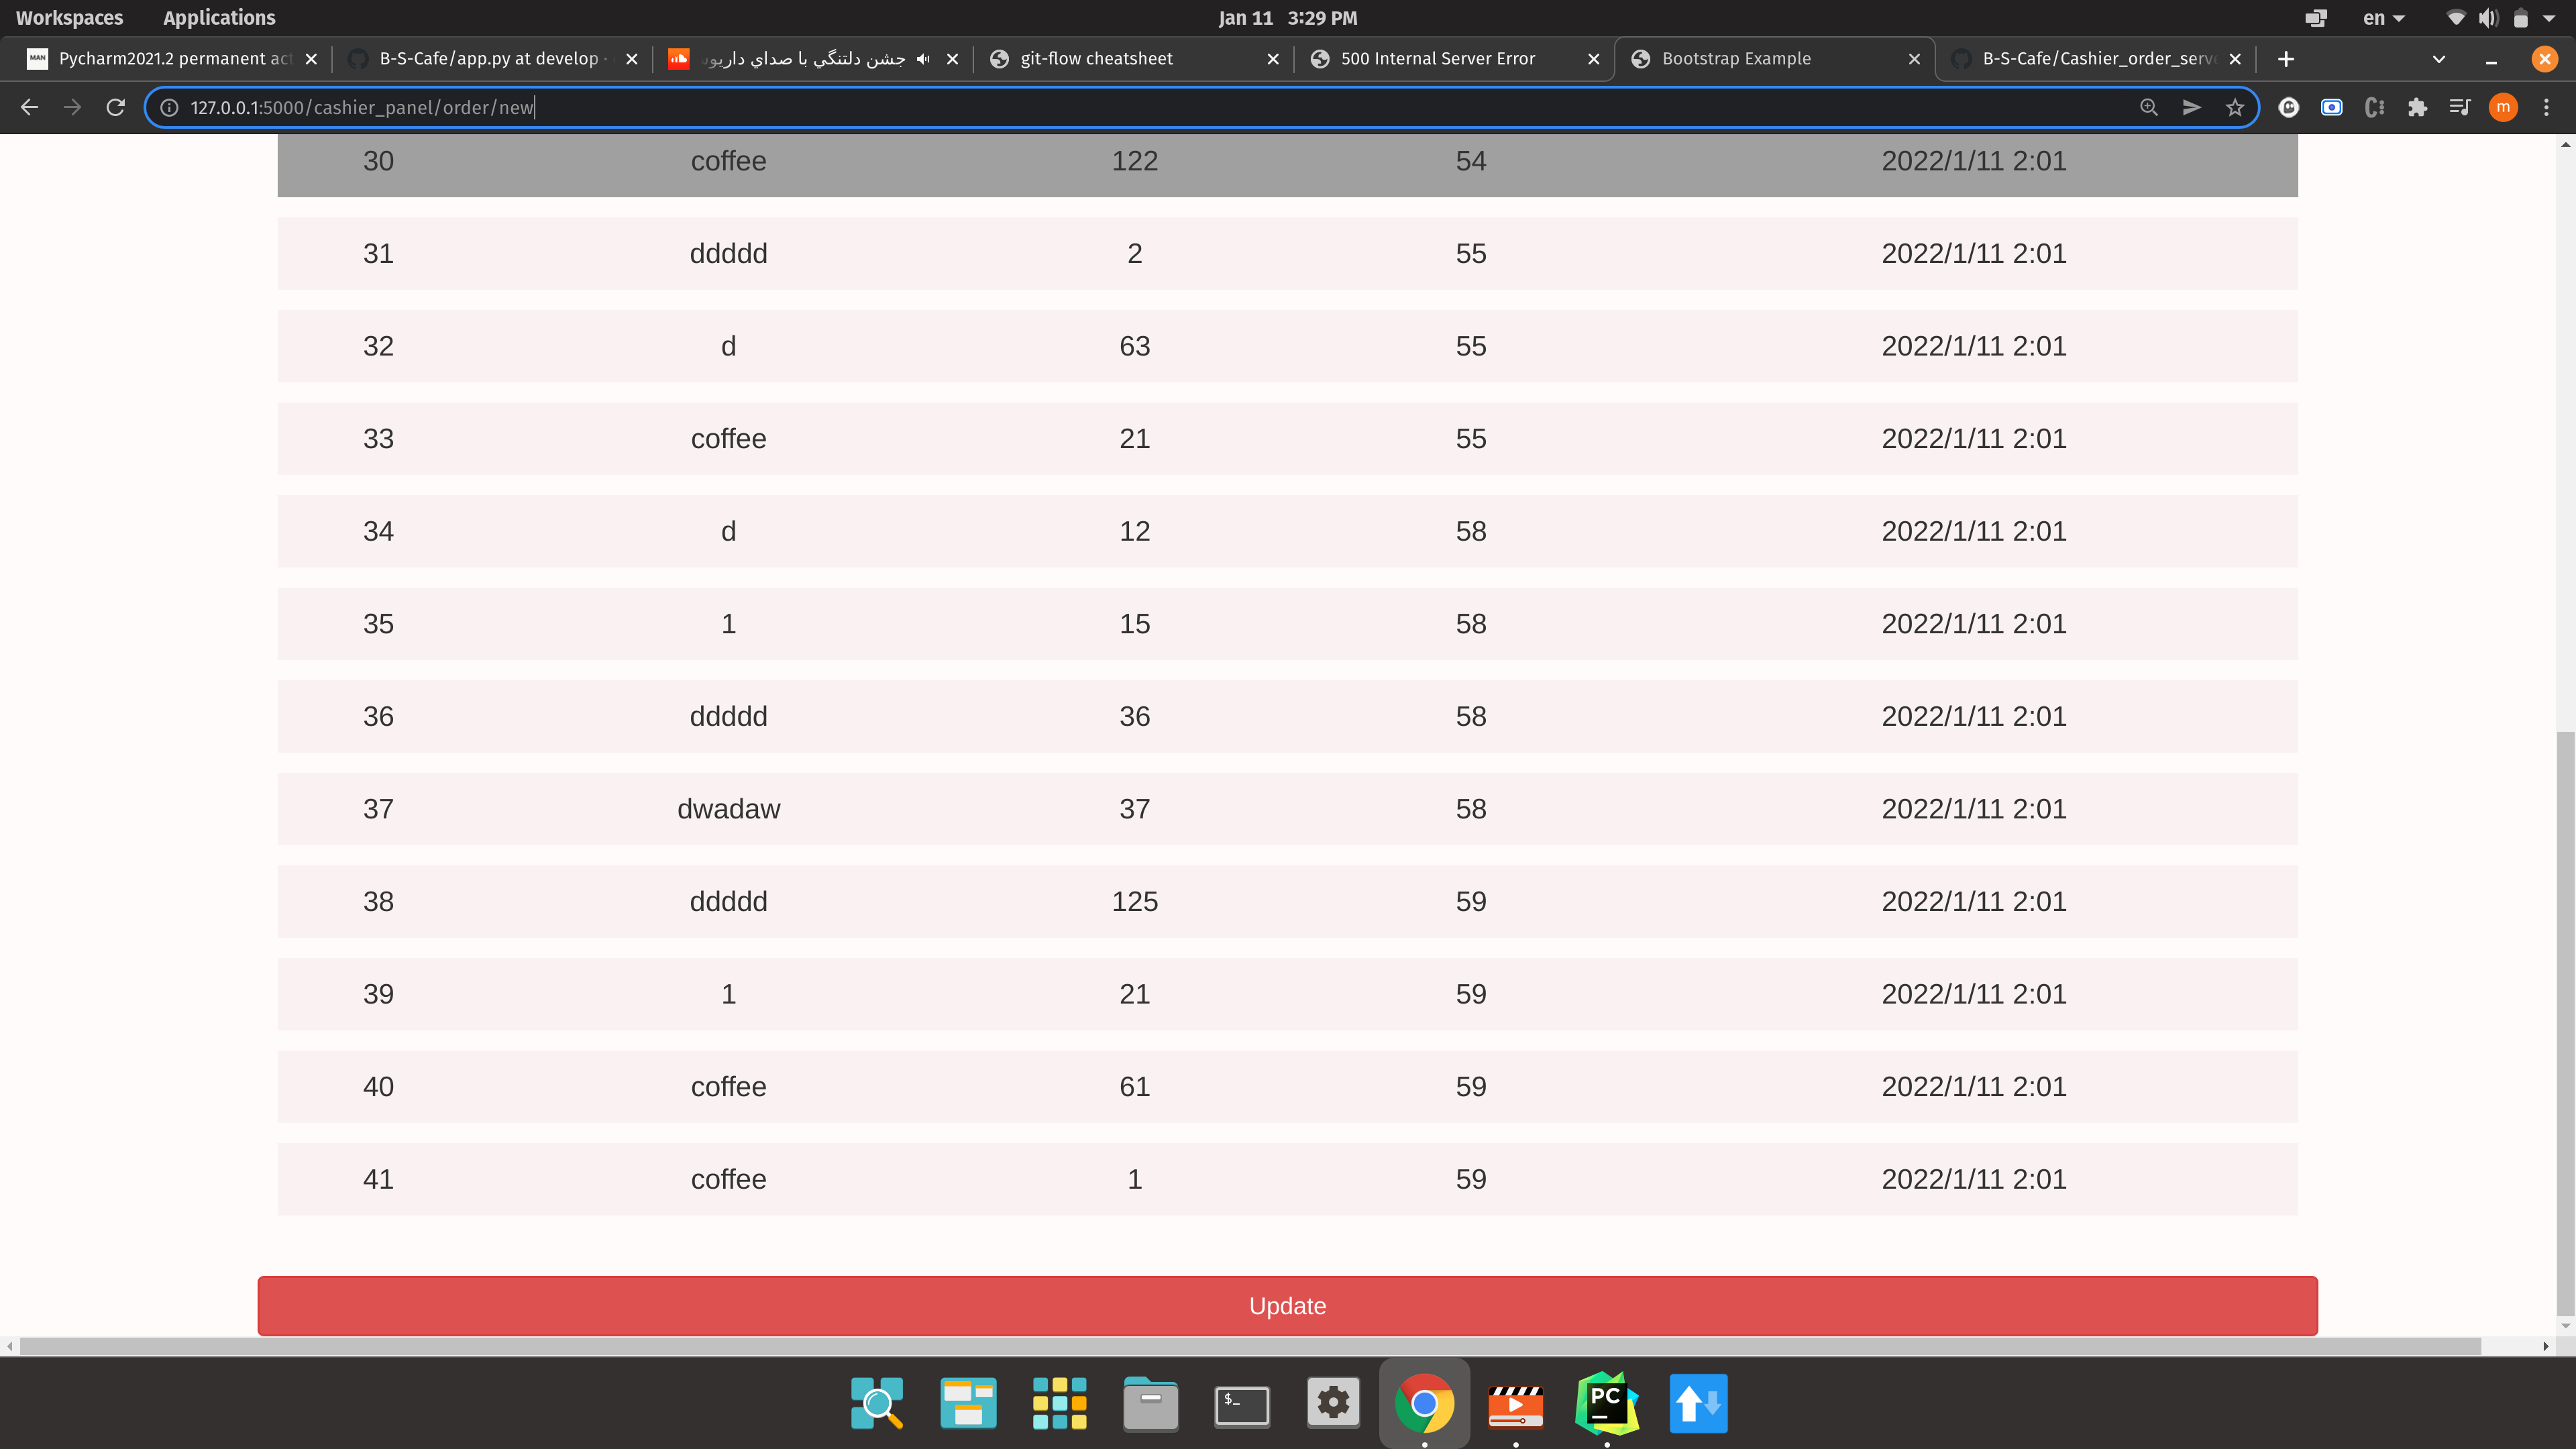 Workspaces Applications Jan 11 3:29 PM en
Pycharm2021.2 permanent act B-S-Cafe/app.py at develop · جشن دلتنگي با صداي داريوش git-flow cheatsheet 500 Internal Server Error Bootstrap Example B-S-Cafe/Cashier_order_serve
127.0.0.1:5000/cashier_panel/order/new m
30 coffee 122 54 2022/1/11 2:01
31 ddddd 2 55 2022/1/11 2:01
32 d 63 55 2022/1/11 2:01
33 coffee 21 55 2022/1/11 2:01
34 d 12 58 2022/1/11 2:01
35 1 15 58 2022/1/11 2:01
36 ddddd 36 58 2022/1/11 2:01
37 dwadaw 37 58 2022/1/11 2:01
38 ddddd 125 59 2022/1/11 2:01
39 1 21 59 2022/1/11 2:01
40 coffee 61 59 2022/1/11 2:01
41 coffee 1 59 2022/1/11 2:01
Update
$_ PC